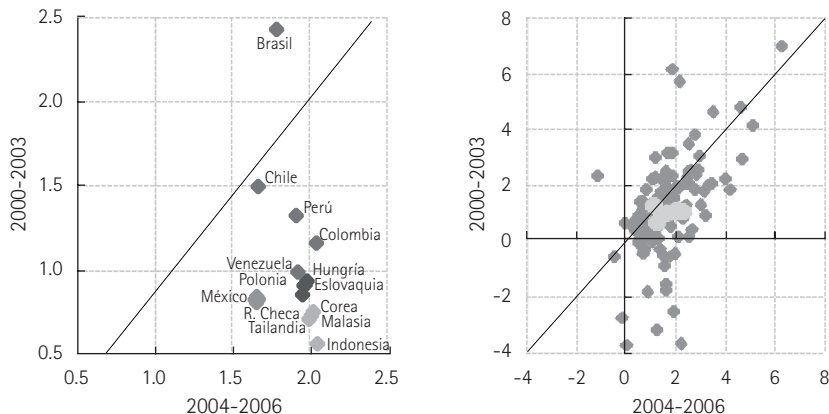 2.5
2.0
1.5
1.0
0.5
0.5
1.0
1.5
2.0
2.5
2000-2003
2004-2006
Brasil
Chile
Perú
Colombia
Venezuela
Hungría
Polonia
Eslovaquia
México
R. Checa
Corea
Tailandia
Malasia
Indonesia
8
6
4
2
0
-2
-4
-4
-2
0
2
4
6
8
2000-2003
2004-2006